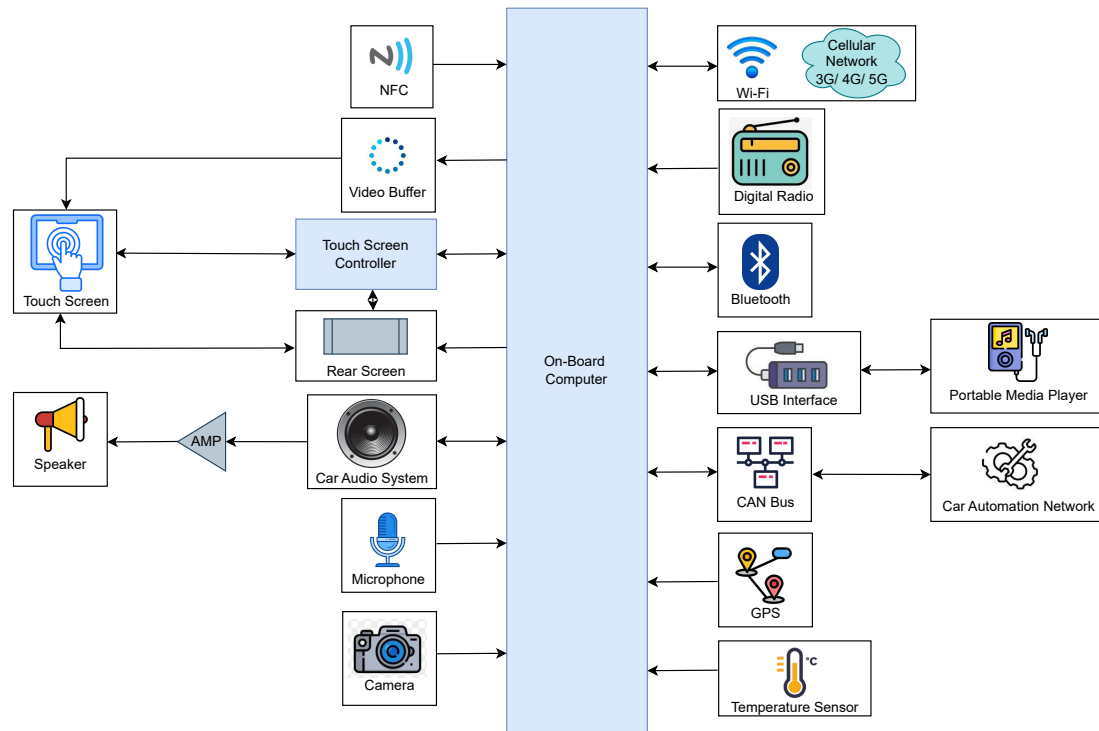 NFC
Video Buffer
Touch Screen
Touch Screen
Controller
Rear Screen
Speaker
AMP
Car Audio System
Microphone
Camera
On-Board
Computer
Wi-Fi
Cellular
Network
3G/ 4G/ 5G
Digital Radio
Bluetooth
USB Interface
Portable Media Player
CAN Bus
Car Automation Network
GPS
°C
Temperature Sensor